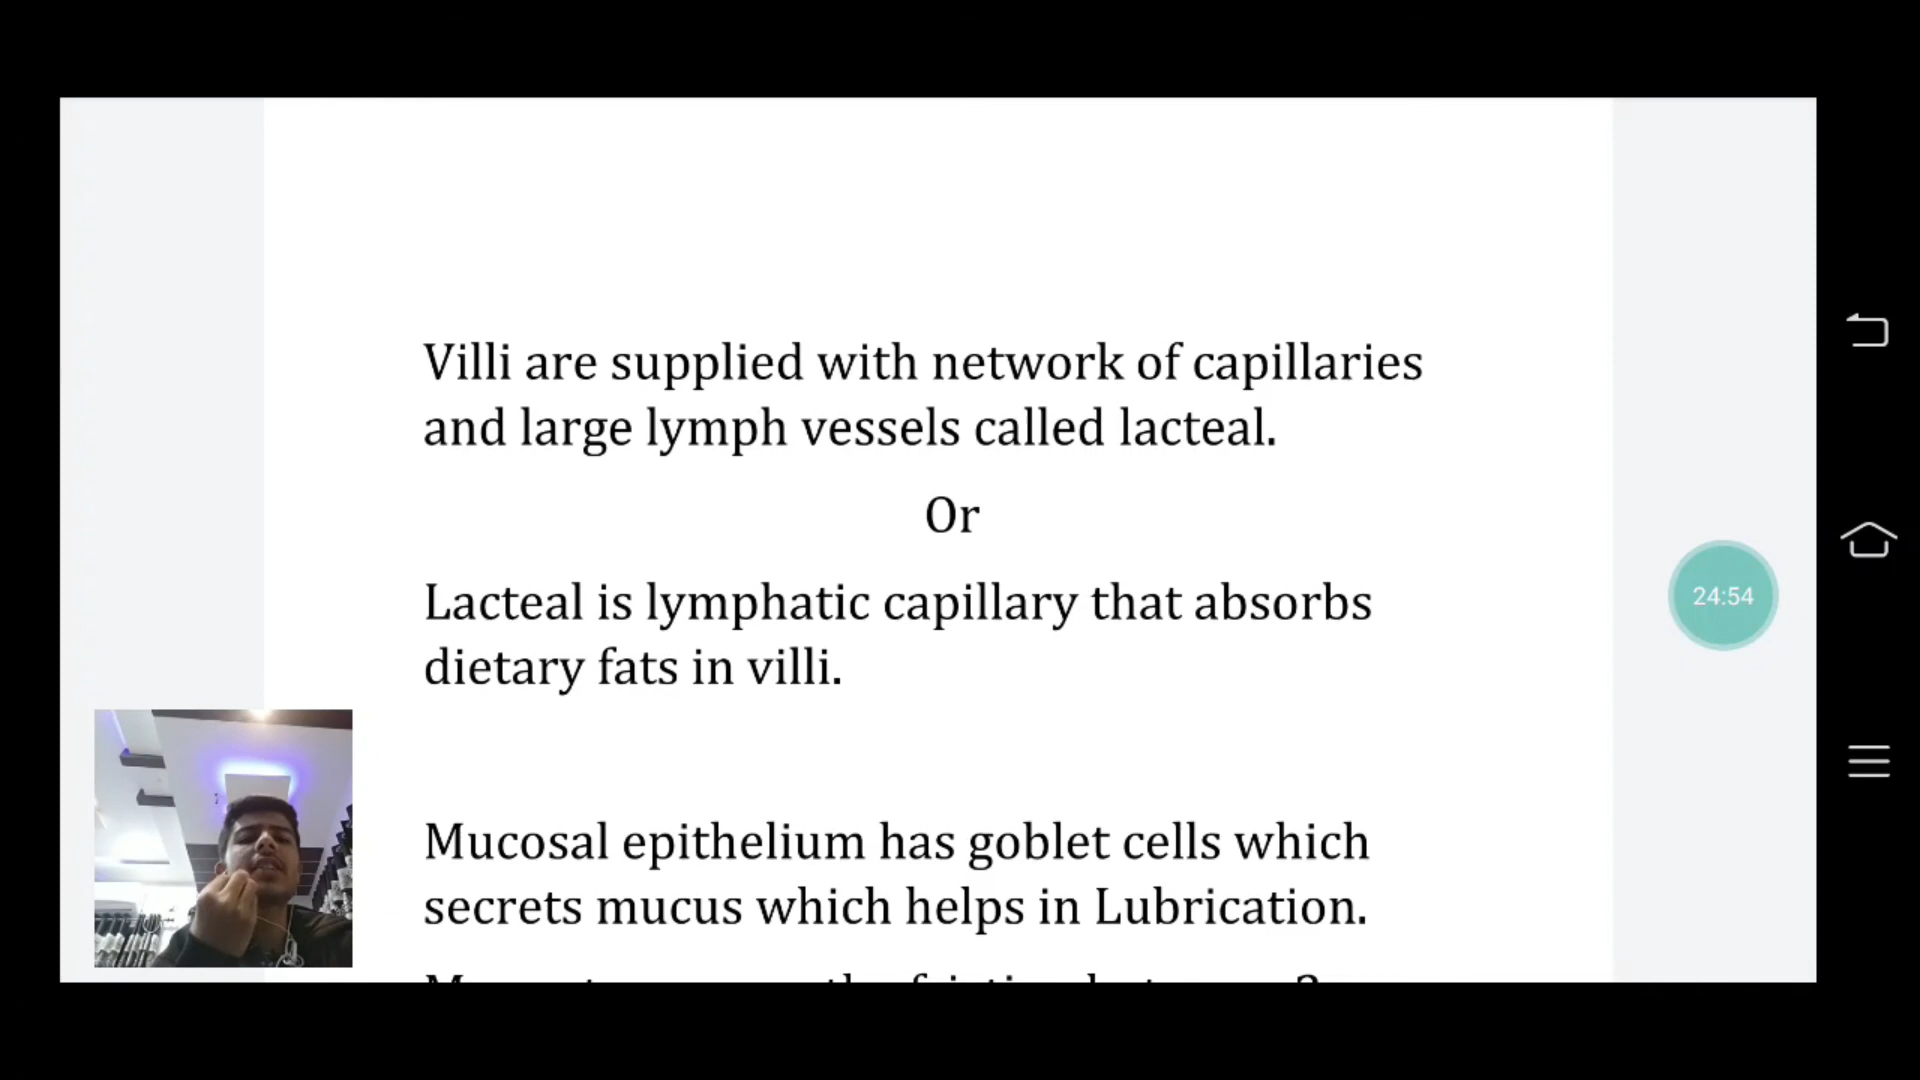 Villi are supplied with network of capillaries
and large lymph vessels called lacteal.
Or
Lacteal is lymphatic capillary that absorbs
dietary fats in villi.
24:54
Mucosal epithelium has goblet cells which
secrets mucus which helps in Lubrication.